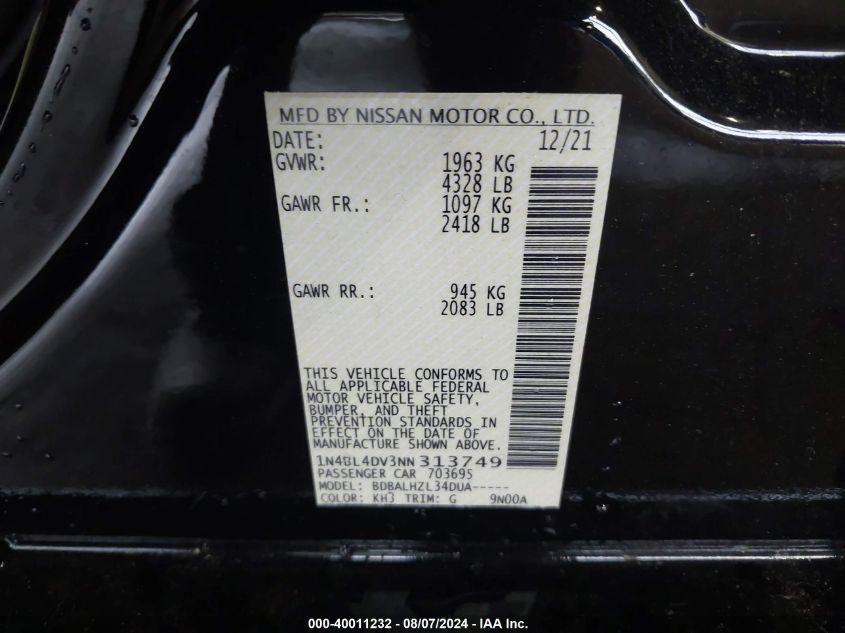 MFD BY NISSAN MOTOR CO., LTD.
DATE: 12/21
GVWR: 1963 KG
4328 LB
GAWR FR.: 1097 KG
2418 LB
GAWR RR.: 945 KG
2083 LB
THIS VEHICLE CONFORMS TO
ALL APPLICABLE FEDERAL
MOTOR VEHICLE SAFETY,
BUMPER, AND THEFT
PREVENTION STANDARDS IN
EFFECT ON THE DATE OF
MANUFACTURE SHOWN ABOVE.
1N4BL4DV3NN313749
PASSENGER CAR 703695
MODEL: BDBALHZL34DUA-----
COLOR: KH3 TRIM: G 9N00A
000-40011232 - 08/07/2024 - IAA Inc.